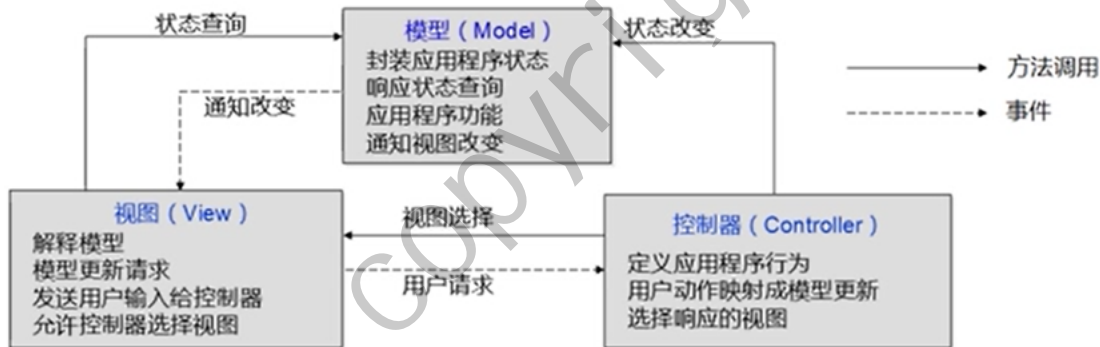 状态查询
模型（Model）
封装应用程序状态
响应状态查询
应用程序功能
通知视图改变
状态改变
方法调用
事件
通知改变
视图（View）
解释模型
模型更新请求
发送用户输入给控制器
允许控制器选择视图
视图选择
用户请求
控制器（Controller）
定义应用程序行为
用户动作映射成模型更新
选择响应的视图